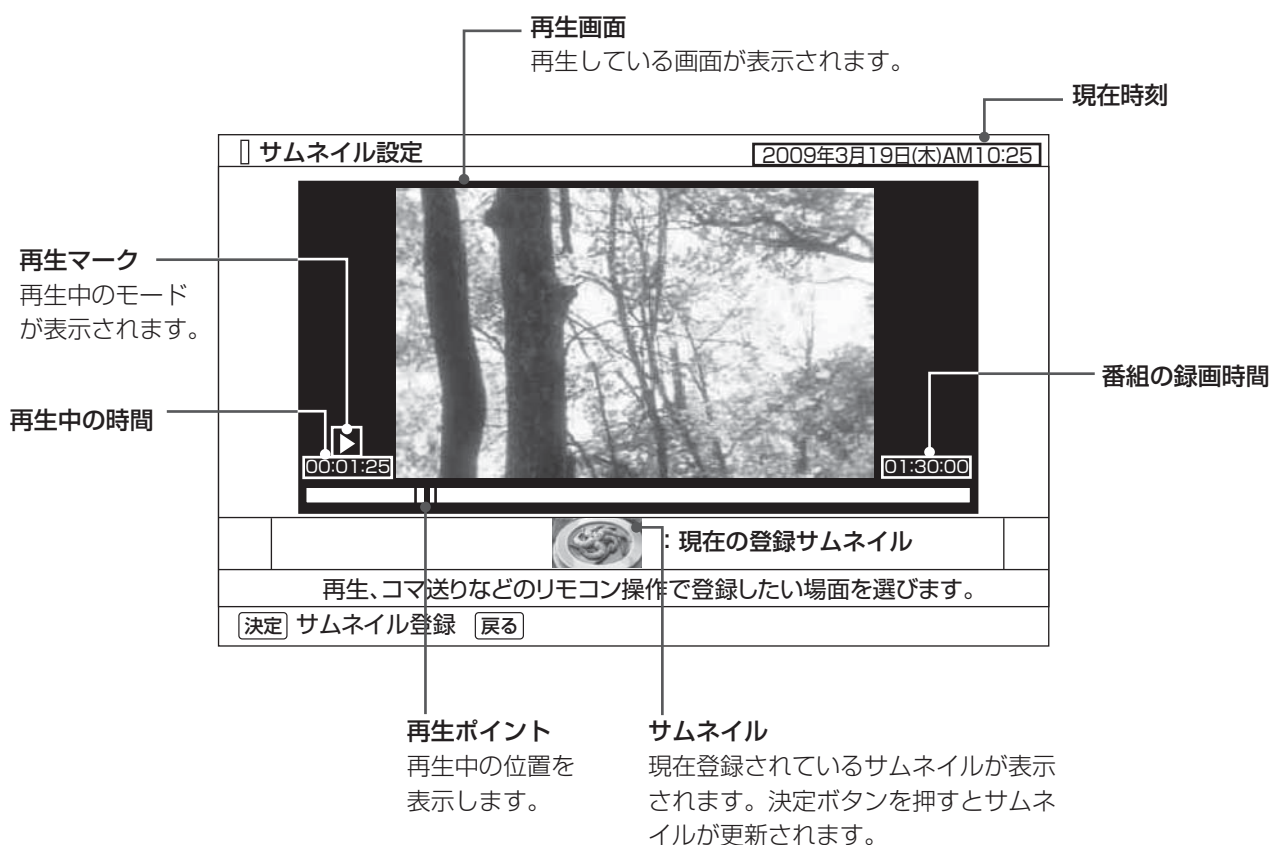 再生画面
再生している画面が表示されます。
現在時刻
サムネイル設定
2009年3月19日(木)AM10:25
再生マーク
再生中のモード
が表示されます。
再生中の時間
番組の録画時間
00:01:25
01:30:00
:現在の登録サムネイル
再生、コマ送りなどのリモコン操作で登録したい場面を選びます。
決定 サムネイル登録 戻る
再生ポイント
再生中の位置を
表示します。
サムネイル
現在登録されているサムネイルが表示
されます。決定ボタンを押すとサムネ
イルが更新されます。